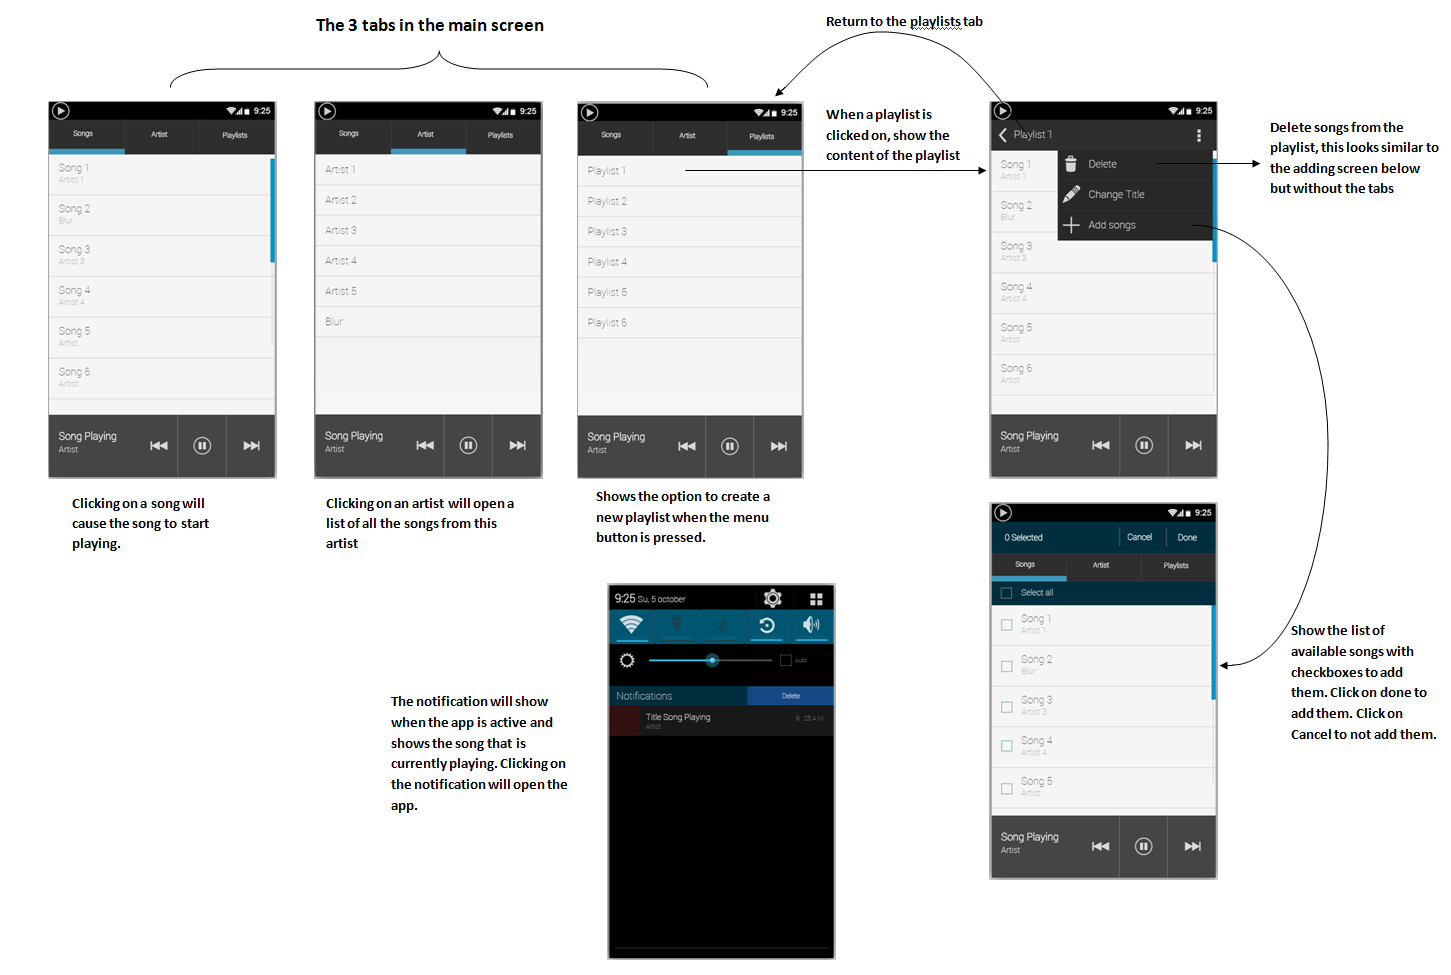 The 3 tabs in the main screen
Return to the playlists tab
9:25
Songs Artist Playlists
Song 1
Artist 1
Song 2
Blur
Song 3
Artist 3
Song 4
Artist 4
Song 5
Artist
Song 6
Artist
Song Playing
Artist
Clicking on a song will
cause the song to start
playing.
9:25
Songs Artist Playlists
Artist 1
Artist 2
Artist 3
Artist 4
Artist 5
Blur
Song Playing
Artist
Clicking on an artist will open a
list of all the songs from this
artist
9:25
Songs Artist Playlists
Playlist 1
Playlist 2
Playlist 3
Playlist 4
Playlist 5
Playlist 6
Song Playing
Artist
Shows the option to create a
new playlist when the menu
button is pressed.
When a playlist is
clicked on, show the
content of the playlist
9:25
Playlist 1
Delete
Change Title
Add songs
Song 1
Artist 1
Song 2
Blur
Song 3
Artist 3
Song 4
Artist 4
Song 5
Artist
Song 6
Artist
Song Playing
Artist
Delete songs from the
playlist, this looks similar to
the adding screen below
but without the tabs
The notification will show
when the app is active and
shows the song that is
currently playing. Clicking on
the notification will open the
app.
9:25 Su, 5 october
Auto
Notifications Delete
Title Song Playing 9:25 AM
Artist
9:25
0 Selected Cancel Done
Songs Artist Playlists
Select all
Song 1
Artist 1
Song 2
Blur
Song 3
Artist 3
Song 4
Artist 4
Song 5
Artist
Song Playing
Artist
Show the list of
available songs with
checkboxes to add
them. Click on done to
add them. Click on
Cancel to not add them.